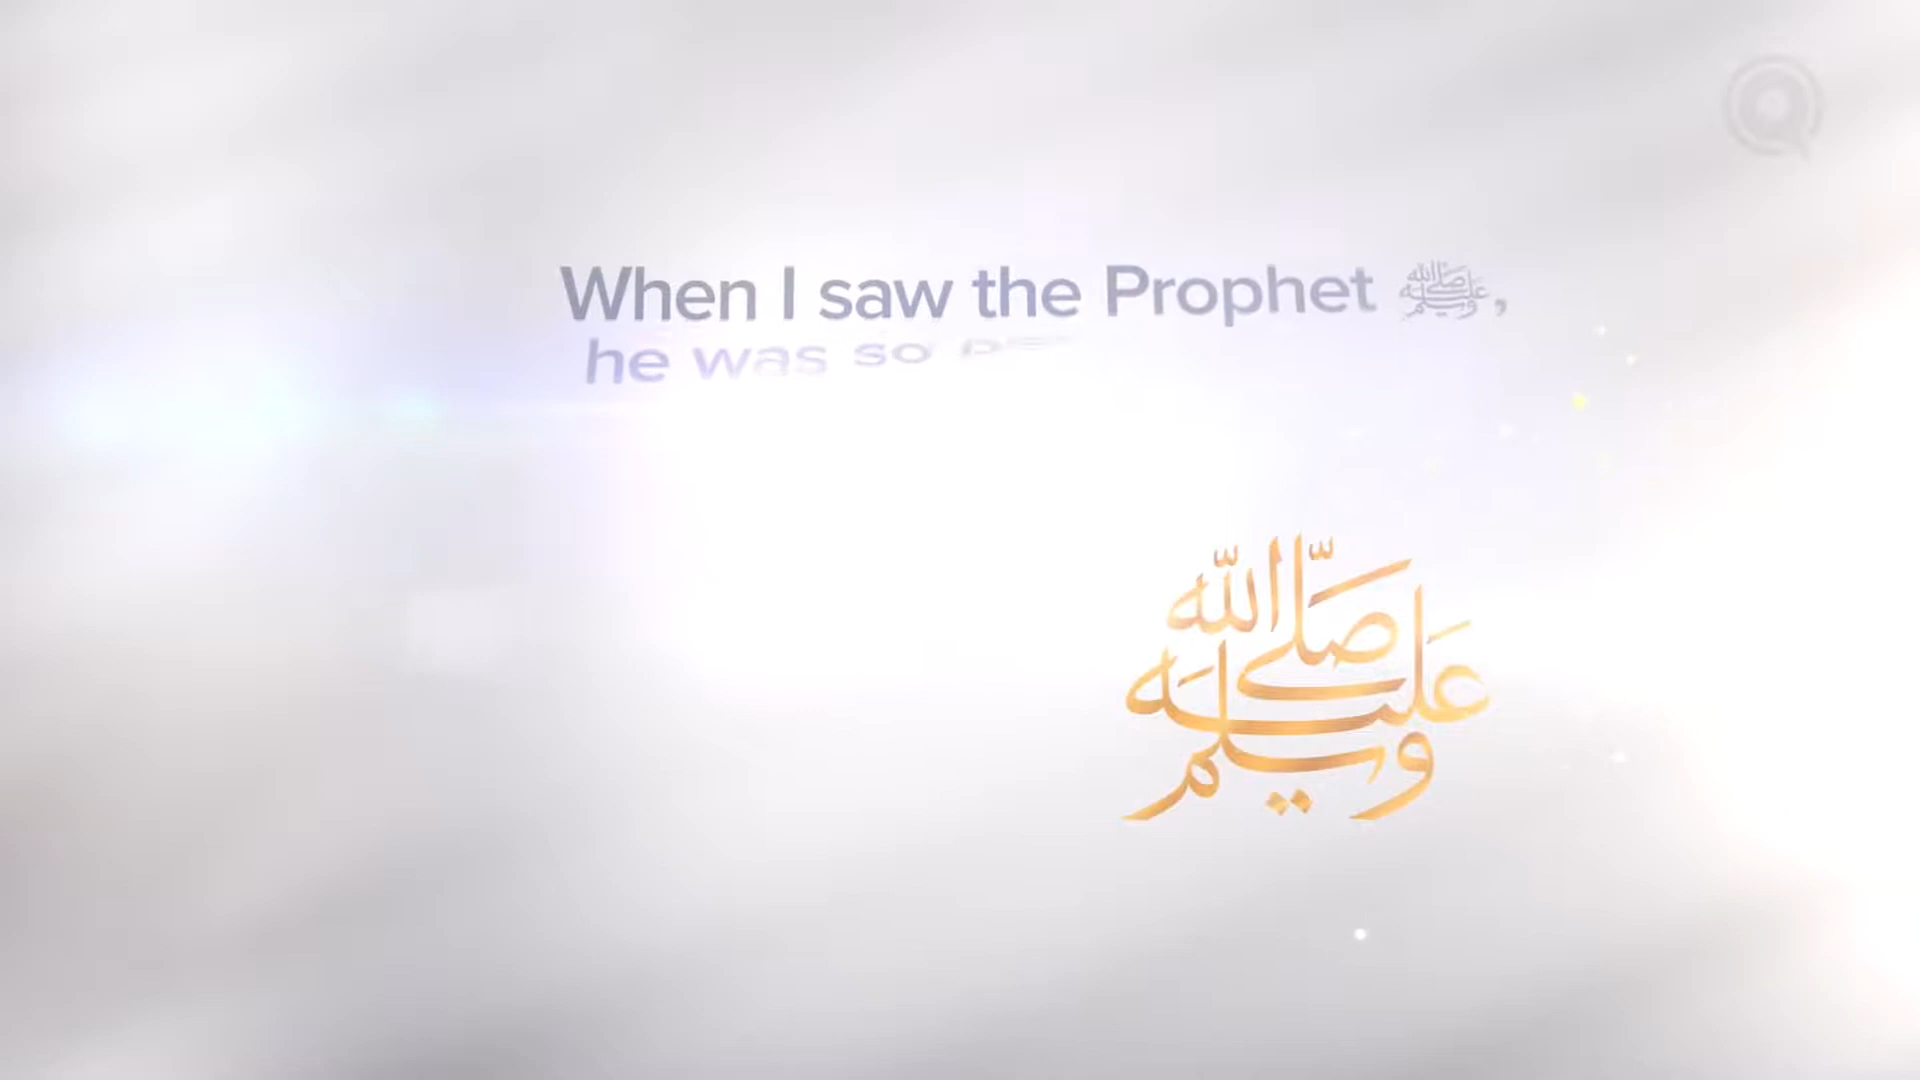 When I saw the Prophet ﷺ,
he was so
صلى الله عليه وسلم